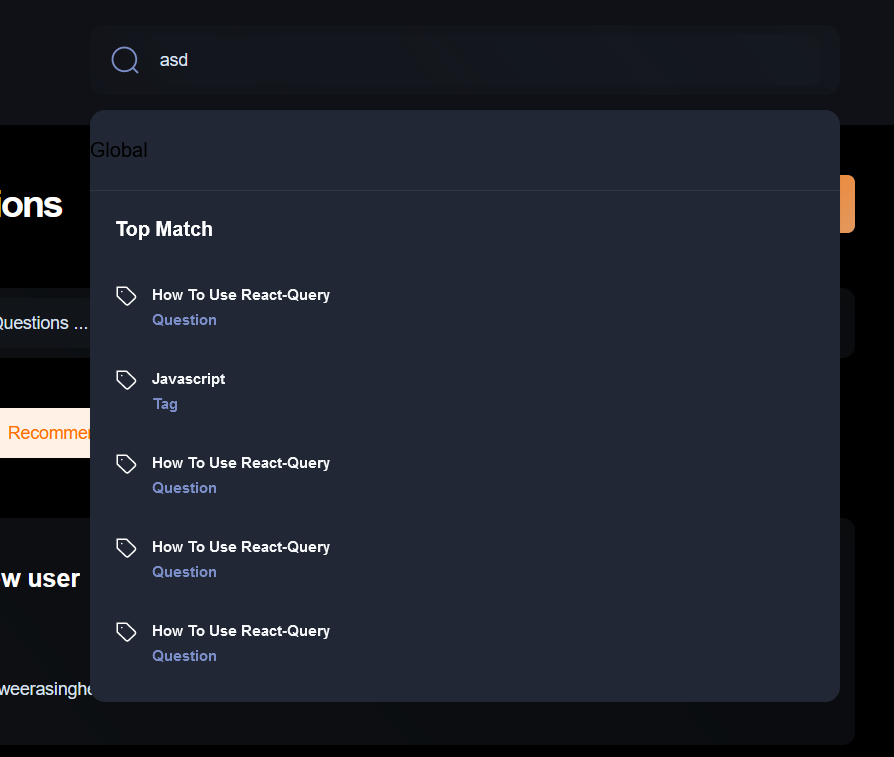 asd
Global
ions
Top Match
How To Use React-Query
Question
Questions ...
Javascript
Tag
Recommen
How To Use React-Query
Question
How To Use React-Query
Question
w user
How To Use React-Query
Question
weerasinghe